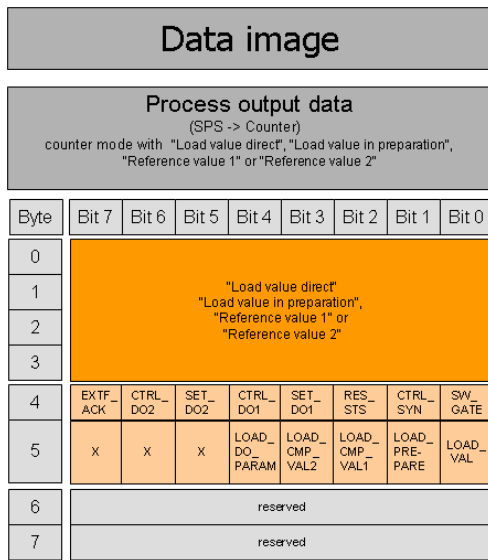 Data image
Process output data
(SPS -> Counter)
counter mode with "Load value direct", "Load value in preparation",
"Reference value 1" or "Reference value 2"
Byte Bit 7 Bit 6 Bit 5 Bit 4 Bit 3 Bit 2 Bit 1 Bit 0
0
1
2
3
"Load value direct"
"Load value in preparation",
"Reference value 1" or
"Reference value 2"
4 EXTF_ CTRL_ SET_ CTRL_ SET_ RES_ CTRL_ SW_
ACK DO2 DO2 DO1 DO1 STS SYN GATE
LOAD_ LOAD_ LOAD_ LOAD_
5 X X X DO_ CMP_ CMP_ PRE- LOAD_
PARAM VAL2 VAL1 PARE VAL
6 reserved
7 reserved